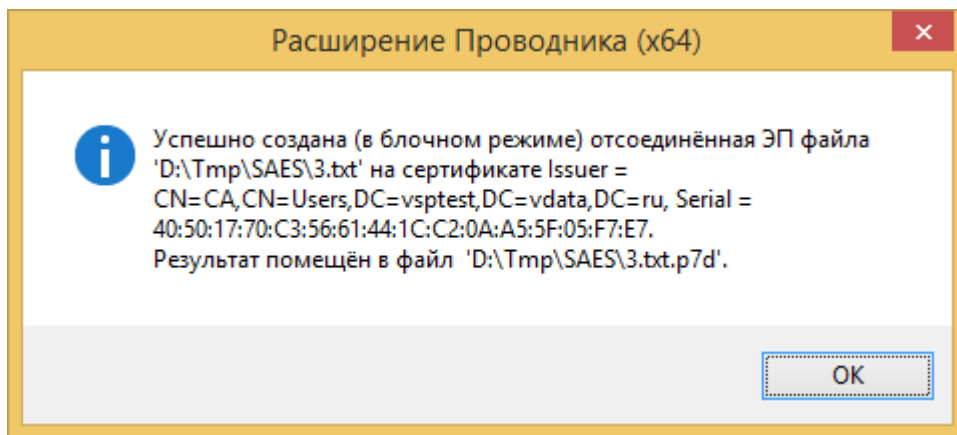 Расширение Проводника (x64)
Успешно создана (в блочном режиме) отсоединённая ЭП файла
'D:\Tmp\SAES\3.txt' на сертификате Issuer =
CN=CA,CN=Users,DC=vsptest,DC=vdata,DC=ru, Serial =
40:50:17:70:C3:56:61:44:1C:C2:0A:A5:5F:05:F7:E7.
Результат помещён в файл  'D:\Tmp\SAES\3.txt.p7d'.
OK